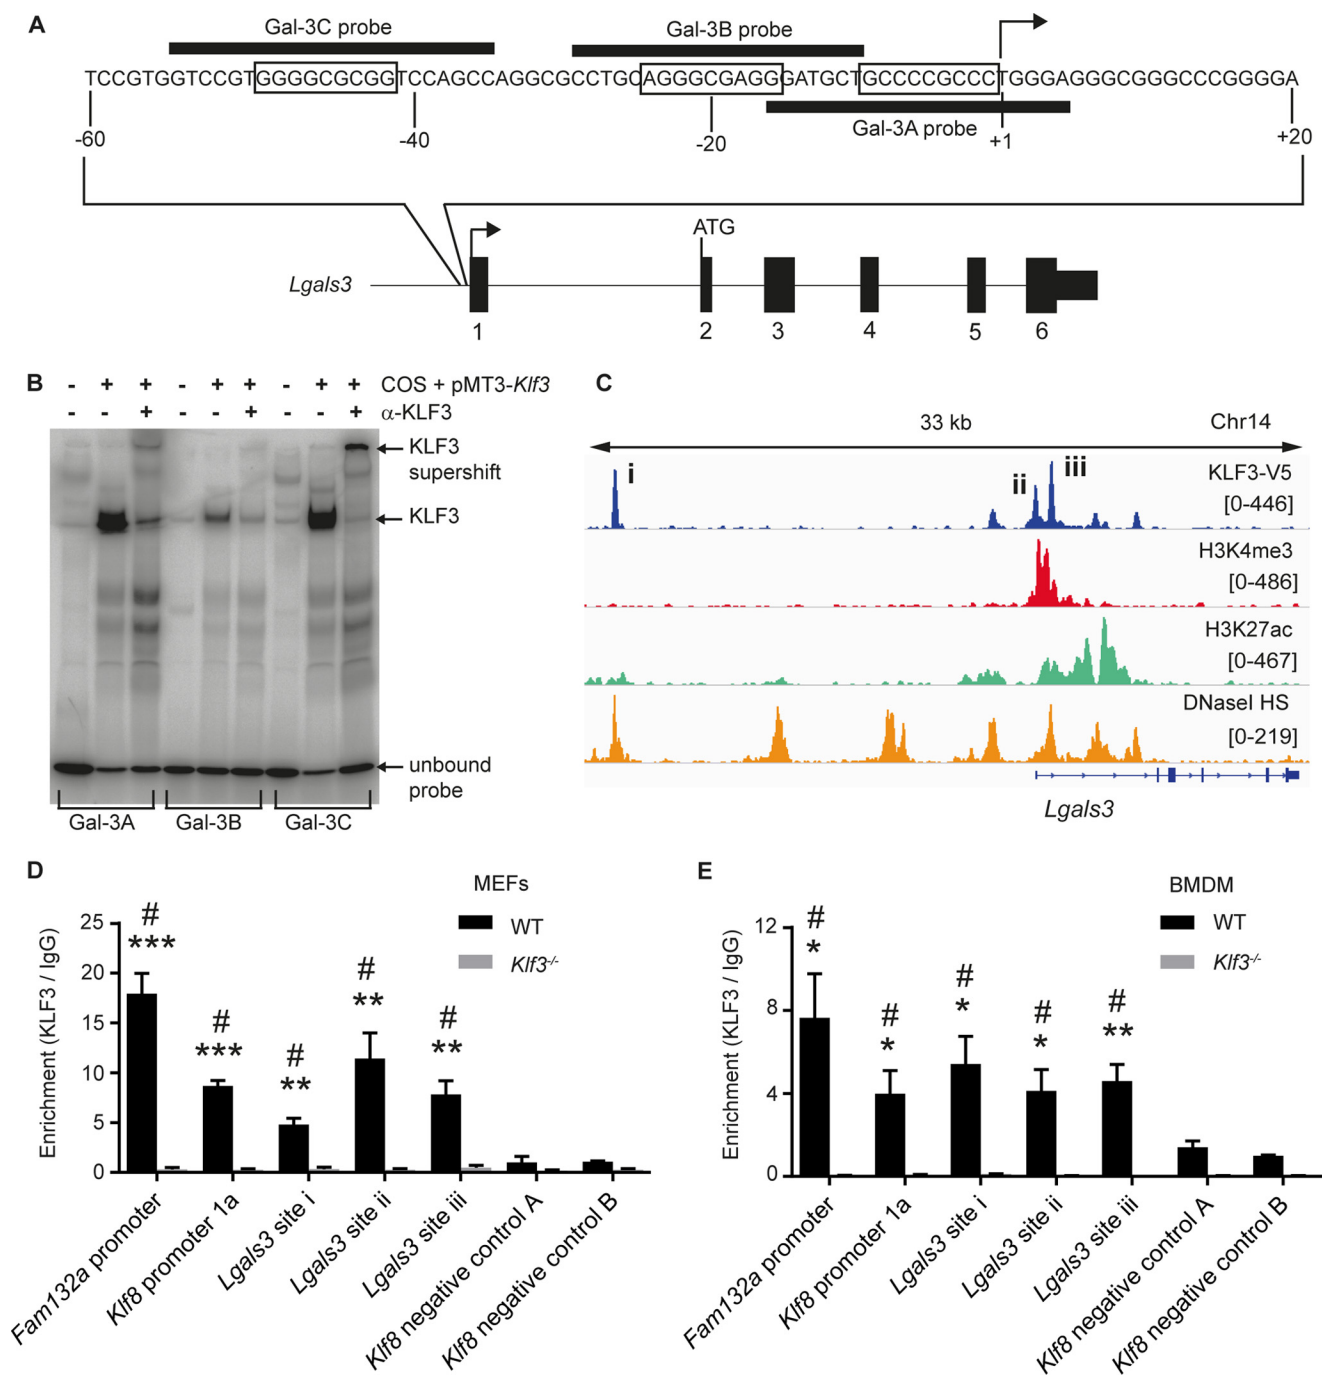 A
Gal-3C probe
Gal-3B probe
TCCGTGGTCCGTGGGGCGCGGTCCAGCCAGGCGCCTGCAGGGCGAGGGATGCTGCCCCGCCCTGGGAGGGCGGGCCCGGGGA
Gal-3A probe
-60
-40
-20
+1
+20
ATG
Lgals3
1 2 3 4 5 6
B
- + + - + + - + + COS + pMT3-Klf3
- - + - - + - - + α-KLF3
KLF3
supershift
KLF3
unbound
probe
Gal-3A Gal-3B Gal-3C
C
33 kb Chr14
i ii iii
KLF3-V5
[0-446]
H3K4me3
[0-486]
H3K27ac
[0-467]
DNaseI HS
[0-219]
Lgals3
D
MEFs
WT
Klf3-/-
Enrichment (KLF3 / IgG)
25
20
15
10
5
0
# # # # #
*** *** ** ** **
Fam132a promoter
Klf8 promoter 1a
Lgals3 site i
Lgals3 site ii
Lgals3 site iii
Klf8 negative control A
Klf8 negative control B
E
BMDM
WT
Klf3-/-
Enrichment (KLF3 / IgG)
12
8
4
0
# # # # #
* * * * **
Fam132a promoter
Klf8 promoter 1a
Lgals3 site i
Lgals3 site ii
Lgals3 site iii
Klf8 negative control A
Klf8 negative control B